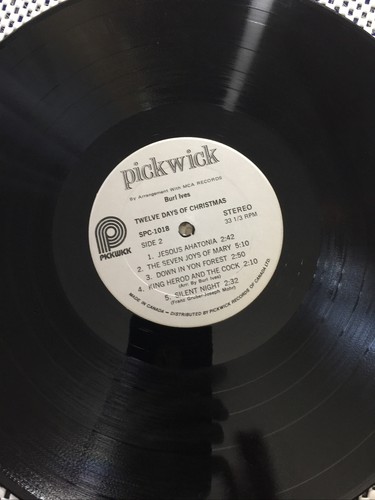 pickwick
By Arrangement With MCA RECORDS
Burl Ives
TWELVE DAYS OF CHRISTMAS
SPC-1018
STEREO
SIDE 2
33 1/3 RPM
1. JESOUS AHATONIA 2:42
2. THE SEVEN JOYS OF MARY 5:10
3. DOWN IN YON FOREST 2:50
4. KING HEROD AND THE COCK 2:10
(Arr. By Burl Ives)
5. SILENT NIGHT 2:32
(Franz Gruber-Joseph Mohr)
P
PICKWICK
MADE IN CANADA — DISTRIBUTED BY PICKWICK RECORDS OF CANADA LTD.